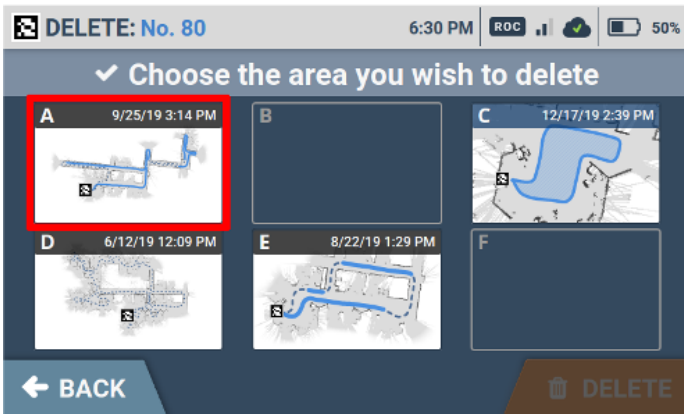 DELETE: No. 80 6:30 PM ROC 50%
Choose the area you wish to delete
A 9/25/19 3:14 PM B C 12/17/19 2:39 PM
D 6/12/19 12:09 PM E 8/22/19 1:29 PM F
BACK DELETE